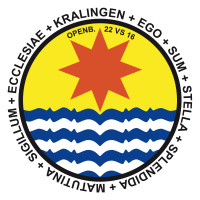 SIGILLUM + ECCLESIAE + KRALINGEN + EGO + SUM + STELLA + SPLENDIDA + MATUTINA +
OPENB. 22 VS 16